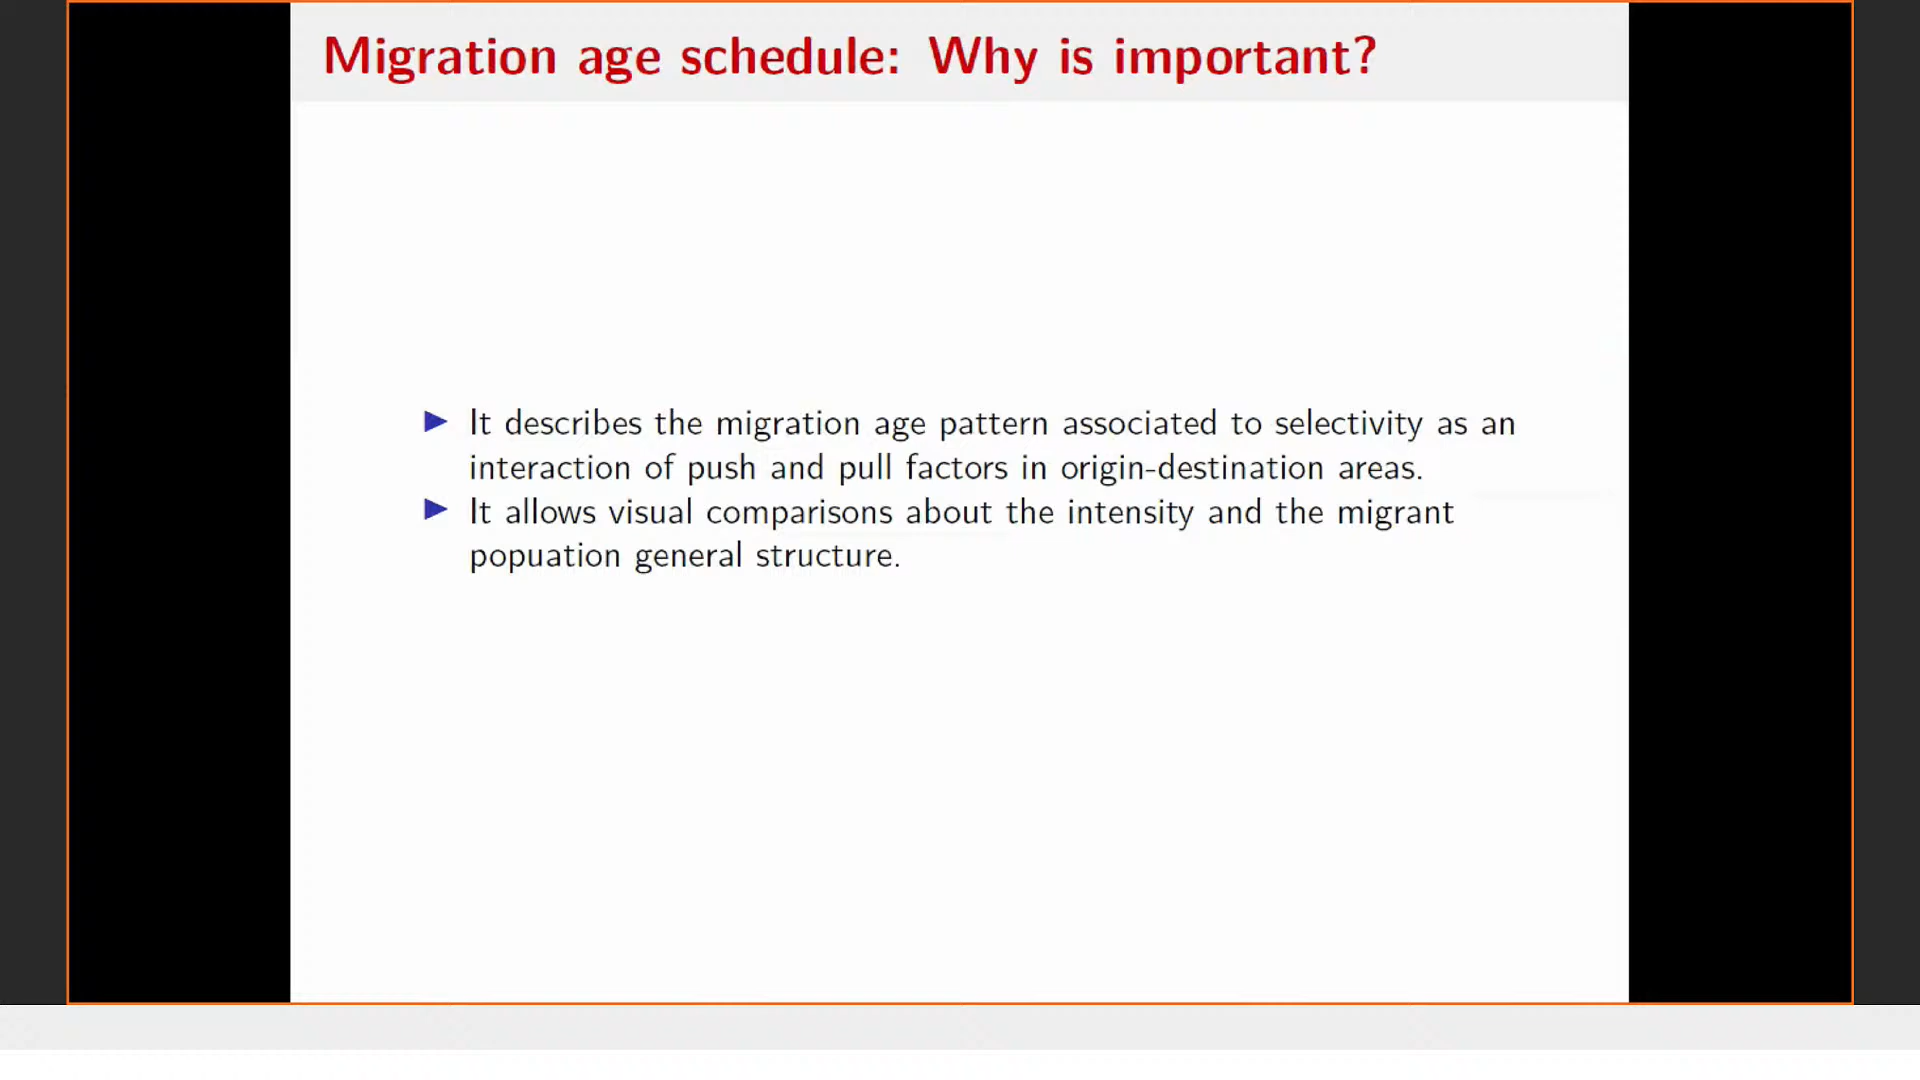 Migration age schedule: Why is important?
It describes the migration age pattern associated to selectivity as an
interaction of push and pull factors in origin-destination areas.
It allows visual comparisons about the intensity and the migrant
popuation general structure.